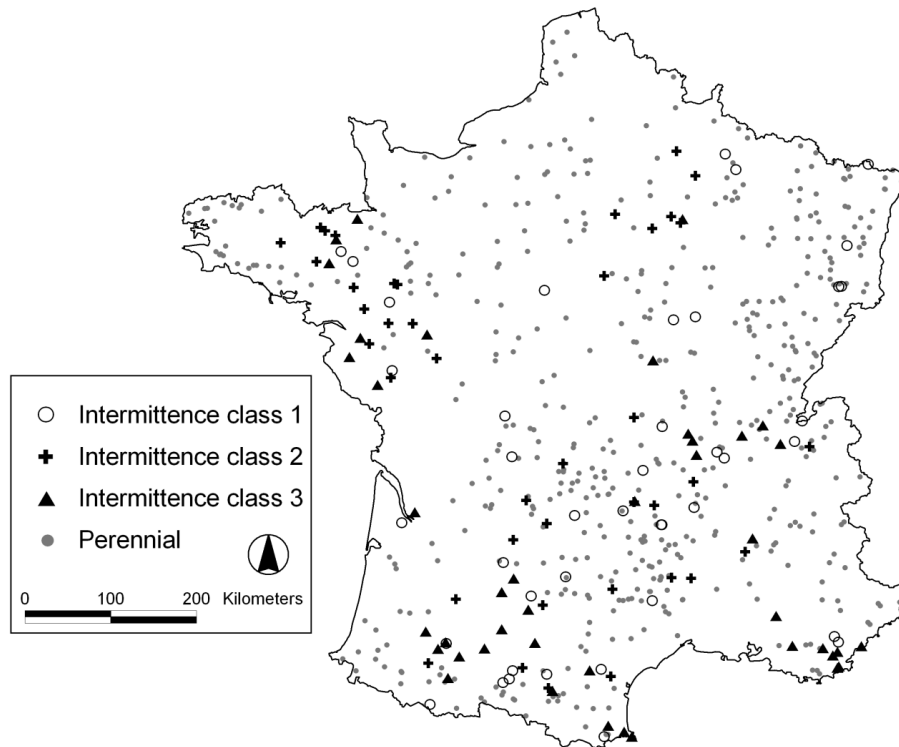 Intermittence class 1
Intermittence class 2
Intermittence class 3
Perennial
0 100 200 Kilometers